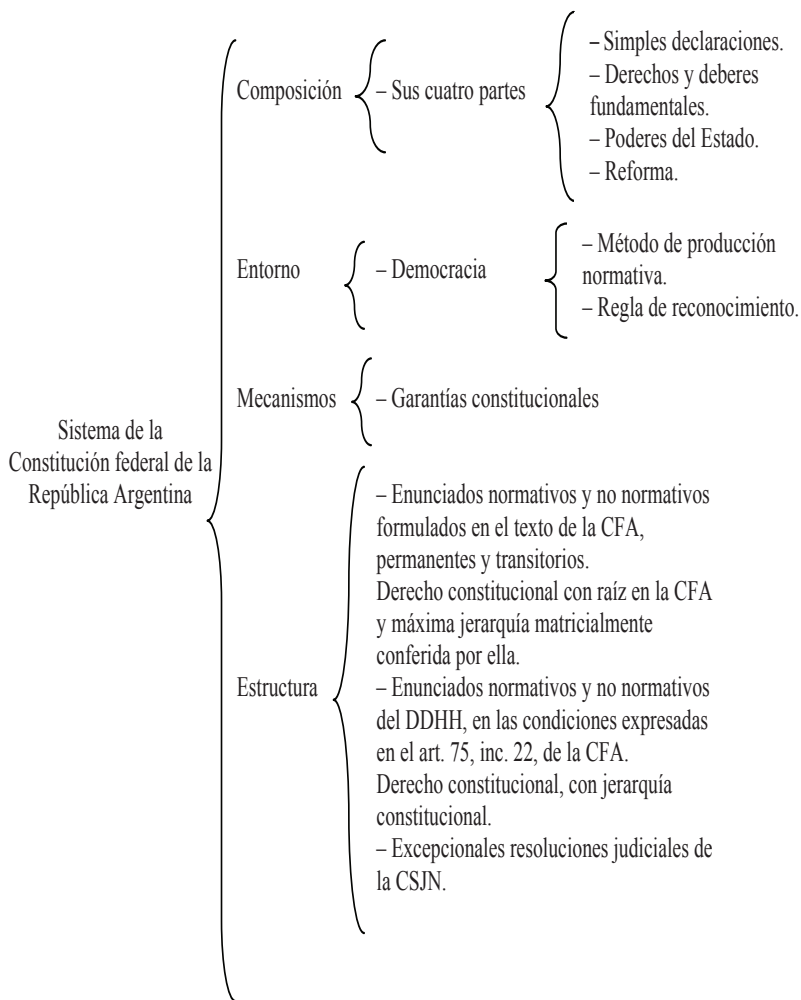 Sistema de la
Constitución federal de la
República Argentina
Composición
– Sus cuatro partes
– Simples declaraciones.
– Derechos y deberes
fundamentales.
– Poderes del Estado.
– Reforma.
Entorno
– Democracia
– Método de producción
normativa.
– Regla de reconocimiento.
Mecanismos
– Garantías constitucionales
Estructura
– Enunciados normativos y no normativos
formulados en el texto de la CFA,
permanentes y transitorios.
Derecho constitucional con raíz en la CFA
y máxima jerarquía matricialmente
conferida por ella.
– Enunciados normativos y no normativos
del DDHH, en las condiciones expresadas
en el art. 75, inc. 22, de la CFA.
Derecho constitucional, con jerarquía
constitucional.
– Excepcionales resoluciones judiciales de
la CSJN.